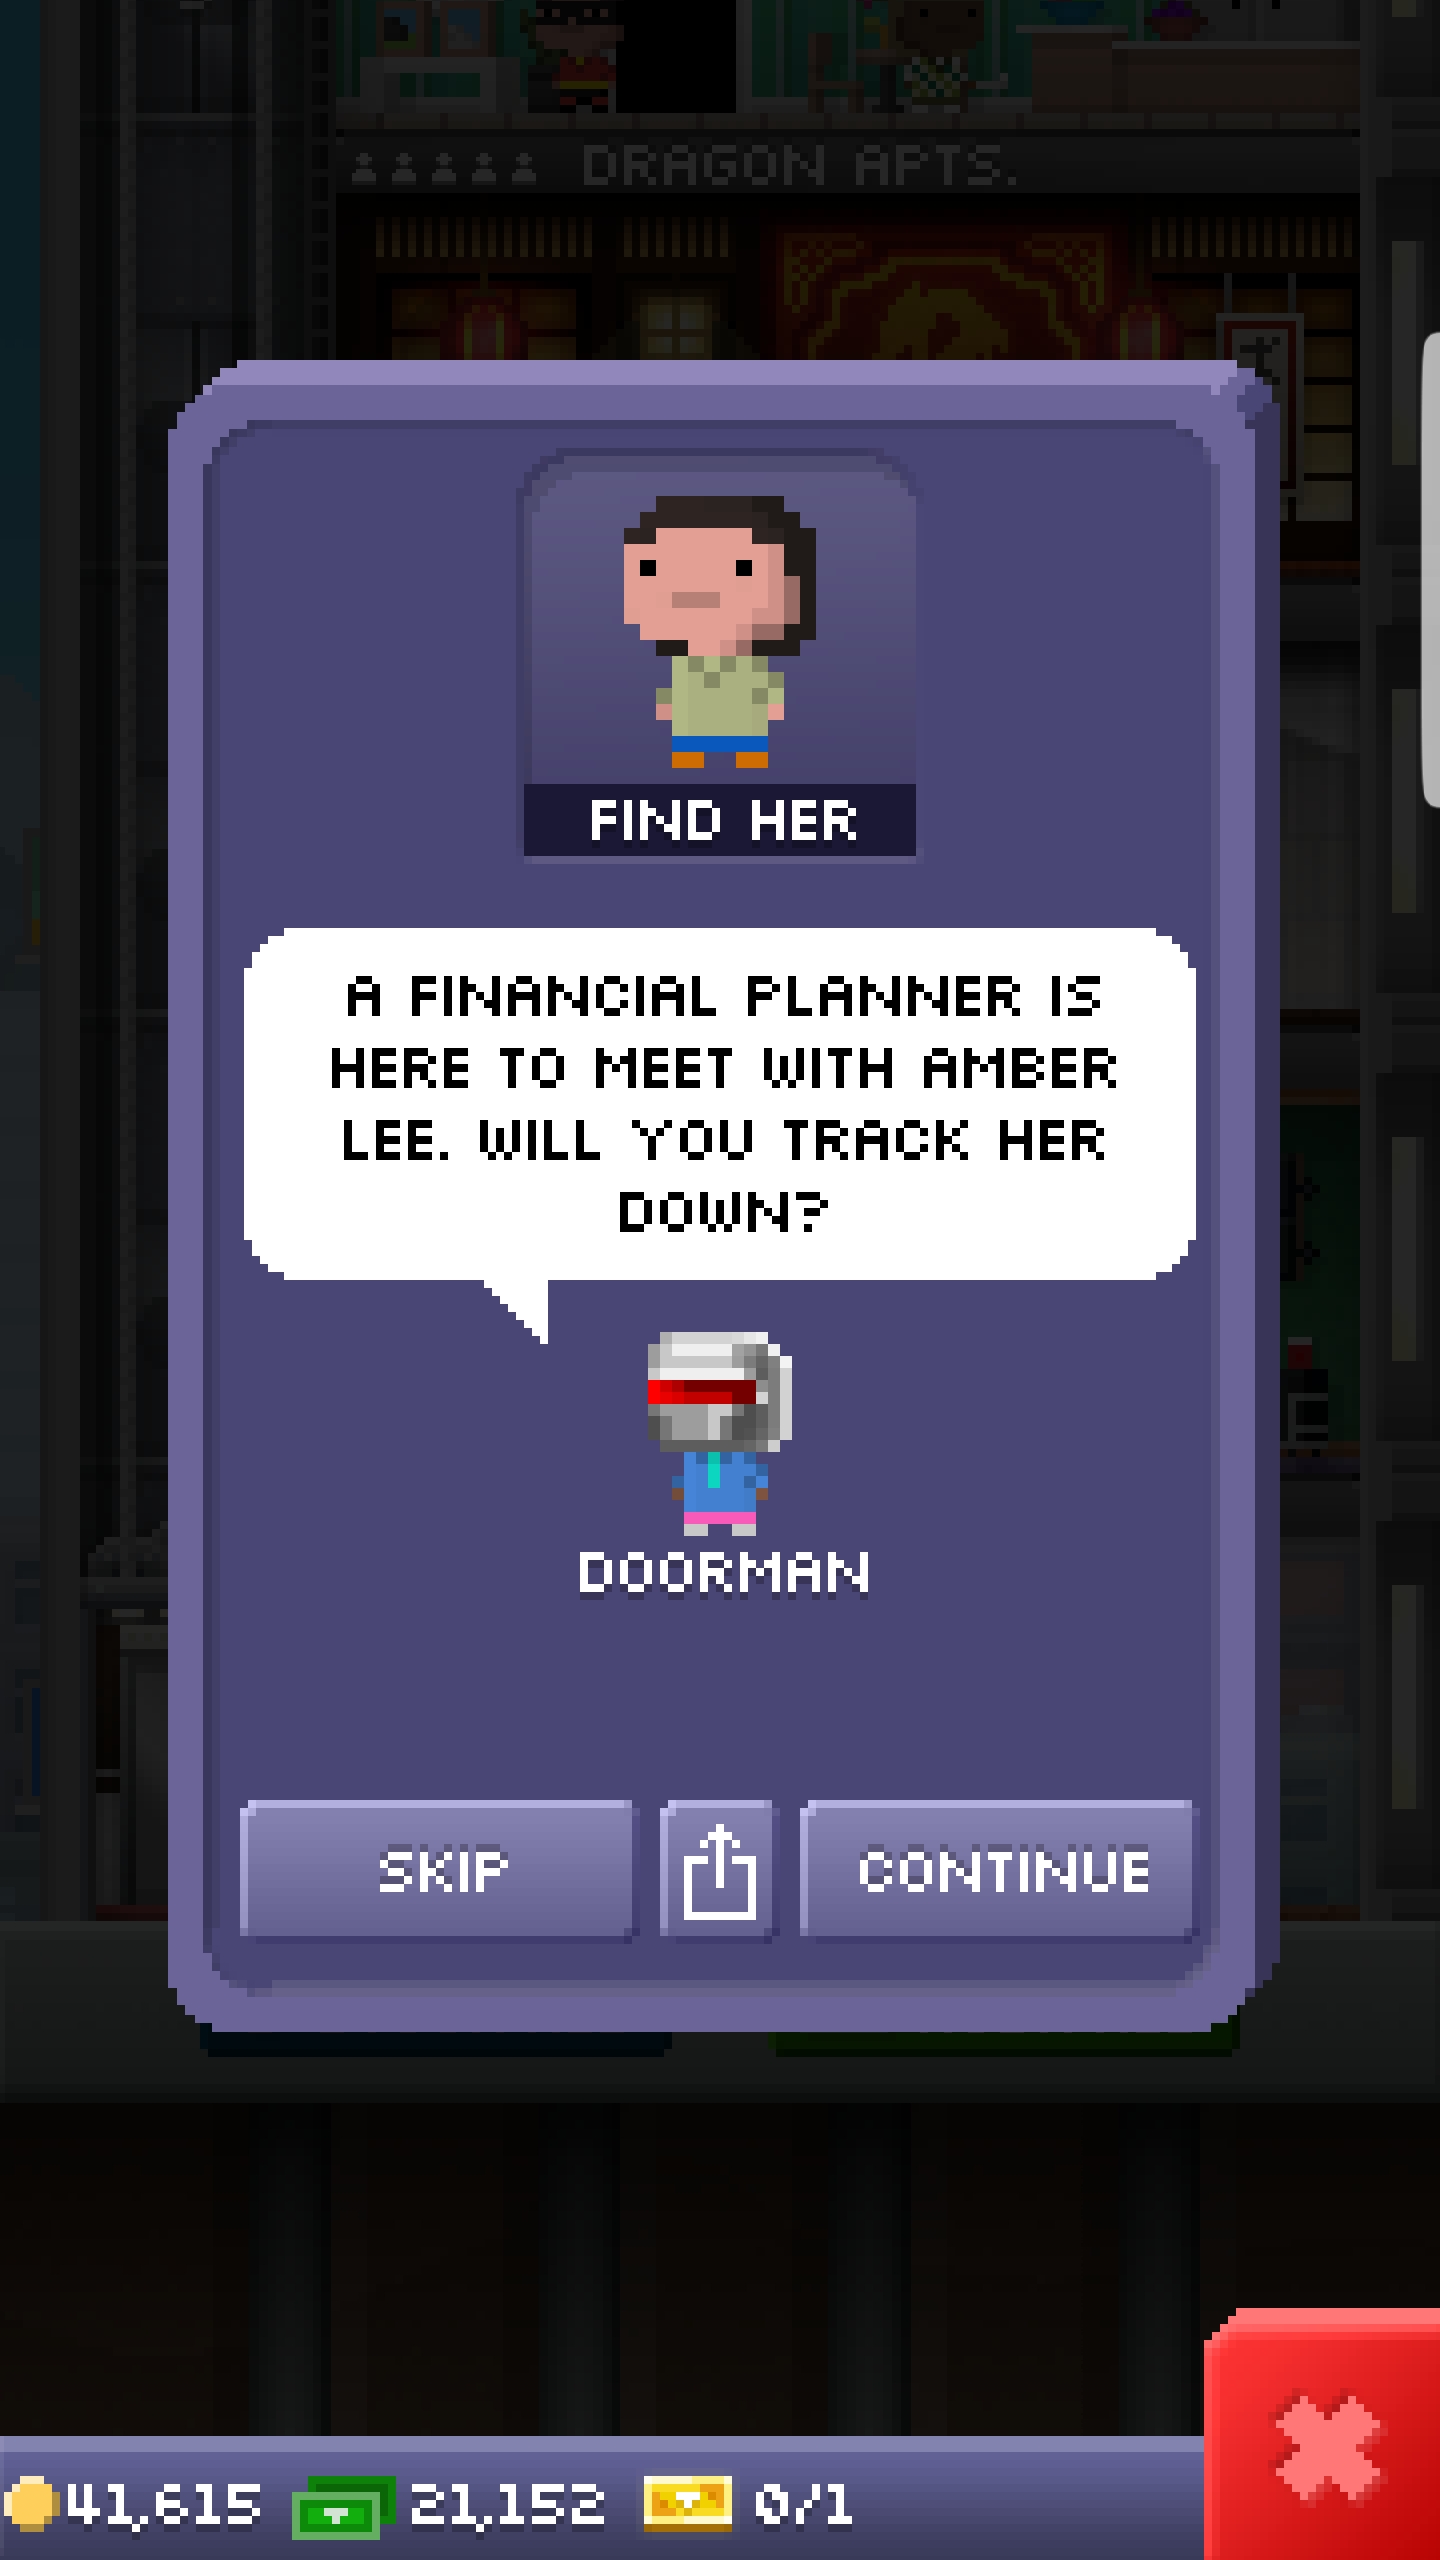 DRAGON APTS.
FIND HER
A FINANCIAL PLANNER IS
HERE TO MEET WITH AMBER
LEE. WILL YOU TRACK HER
DOWN?
DOORMAN
SKIP
CONTINUE
41,615
21,152
0/1